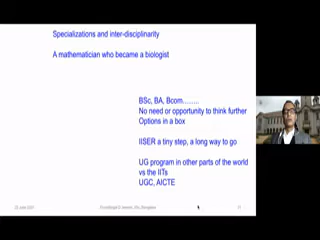 Specializations and inter-disciplinarity
A mathematician who became a biologist
BSc, BA, Bcom........
No need or opportunity to think further
Options in a box
IISER a tiny step, a long way to go
UG program in other parts of the world
vs the IITs
UGC, AICTE